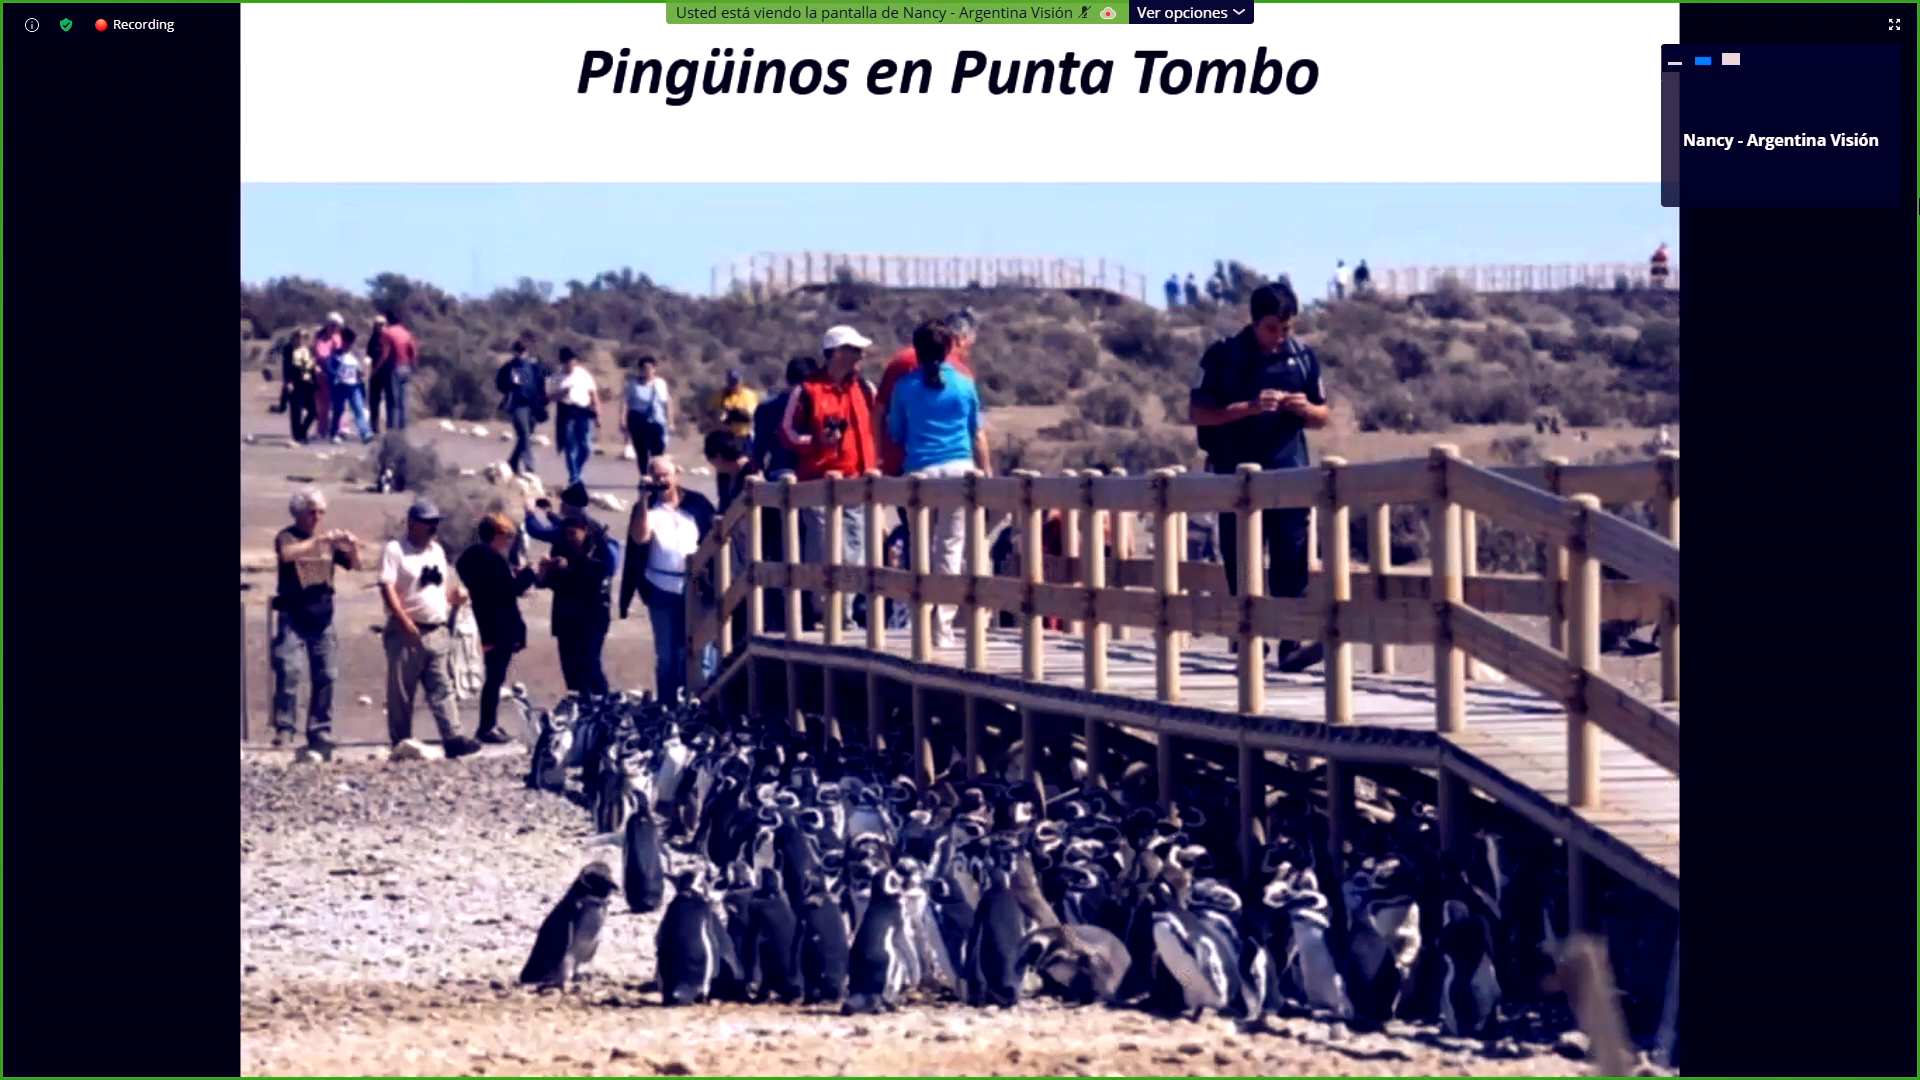 Recording
Usted está viendo la pantalla de Nancy - Argentina Visión
Ver opciones
Pingüinos en Punta Tombo
Nancy - Argentina Visión